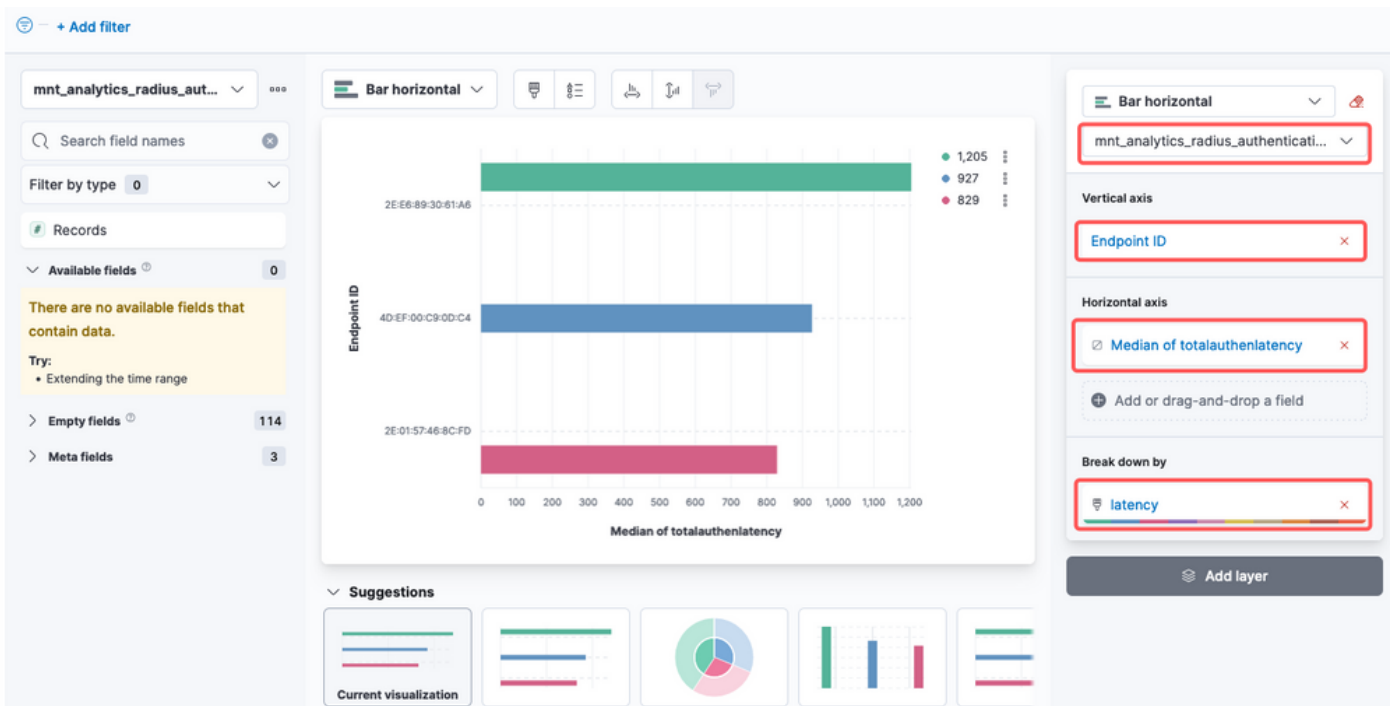 + Add filter
mnt_analytics_radius_aut...
Search field names
Filter by type 0
Records
Available fields 0
There are no available fields that
contain data.
Try:
• Extending the time range
Empty fields 114
Meta fields 3
Bar horizontal
1,205
927
829
2E:E6:89:30:61:A6
4D:EF:00:C9:0D:C4
2E:01:57:46:8C:FD
Endpoint ID
0 100 200 300 400 500 600 700 800 900 1,000 1,100 1,200
Median of totalauthenlatency
Suggestions
Current visualization
Bar horizontal
mnt_analytics_radius_authenticati...
Vertical axis
Endpoint ID
Horizontal axis
Median of totalauthenlatency
Add or drag-and-drop a field
Break down by
latency
Add layer